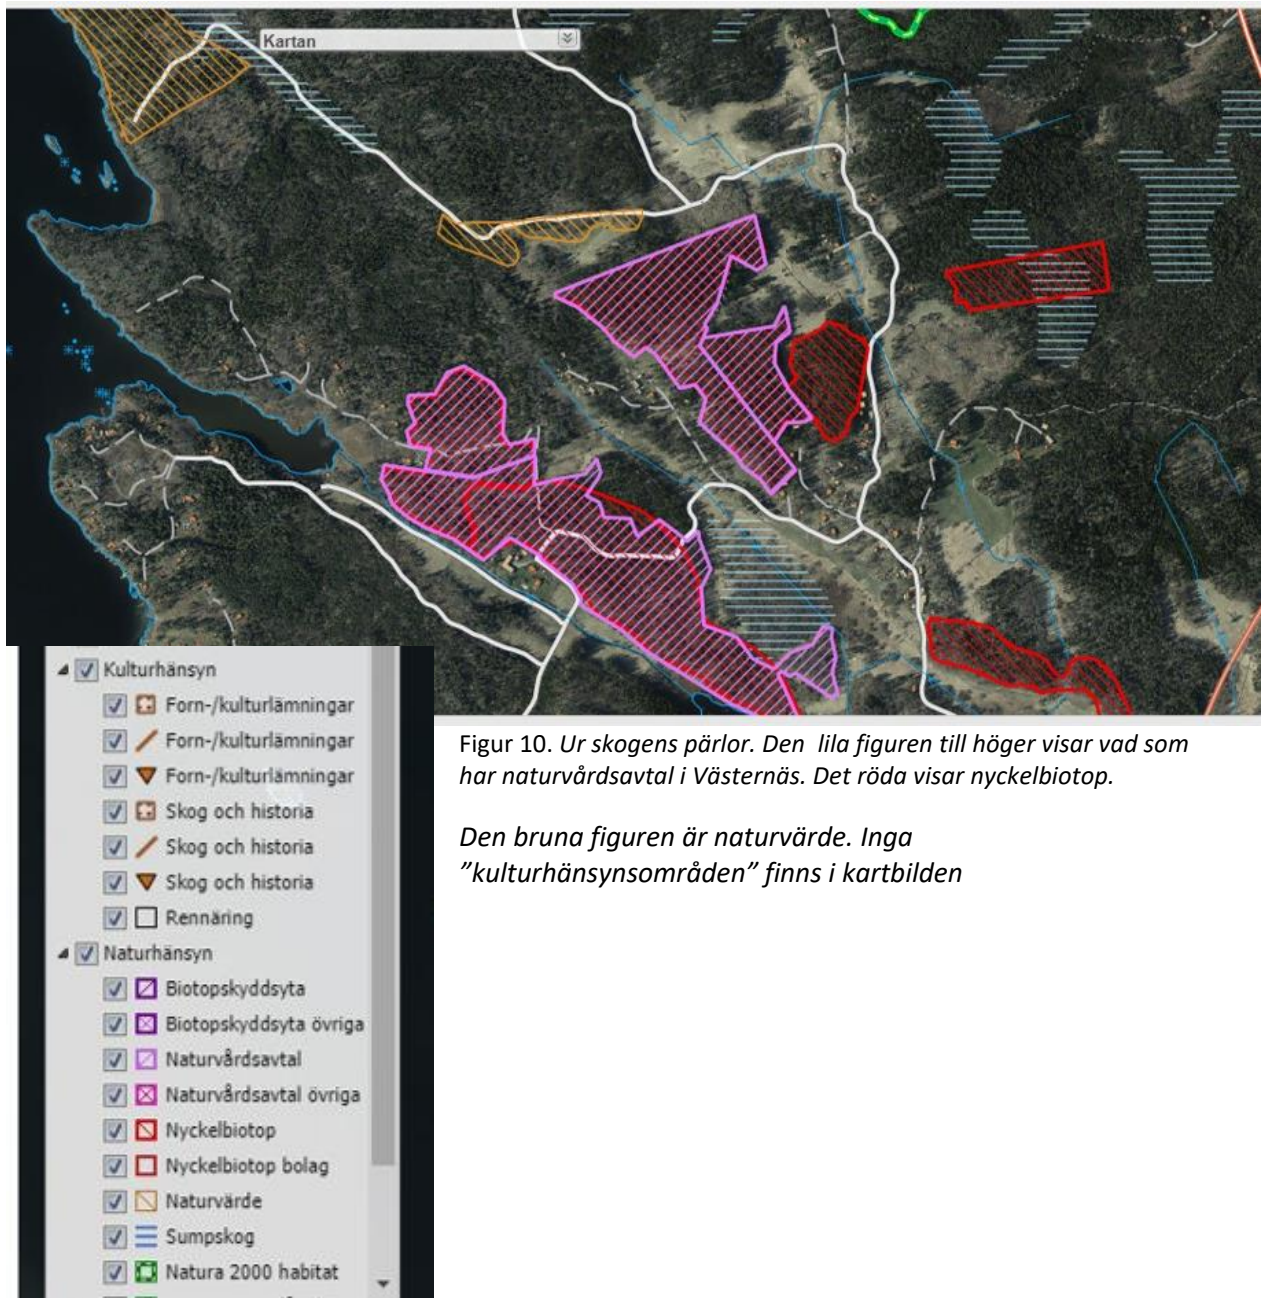 Kartan
Kulturhänsyn
Forn-/kulturlämningar
Forn-/kulturlämningar
Forn-/kulturlämningar
Skog och historia
Skog och historia
Skog och historia
Rennäring
Naturhänsyn
Biotopskyddsyta
Biotopskyddsyta övriga
Naturvårdsavtal
Naturvårdsavtal övriga
Nyckelbiotop
Nyckelbiotop bolag
Naturvärde
Sumpskog
Natura 2000 habitat
Figur 10. Ur skogens pärlor. Den  lila figuren till höger visar vad som
har naturvårdsavtal i Västernäs. Det röda visar nyckelbiotop.
Den bruna figuren är naturvärde. Inga
”kulturhänsynsområden” finns i kartbilden